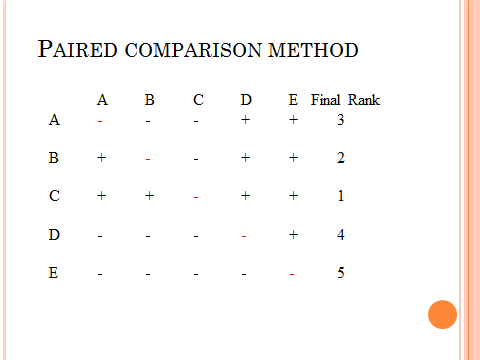 PAIRED COMPARISON METHOD
A B C D E Final Rank
A - - - + + 3
B + - - + + 2
C + + - + + 1
D - - - - + 4
E - - - - - 5